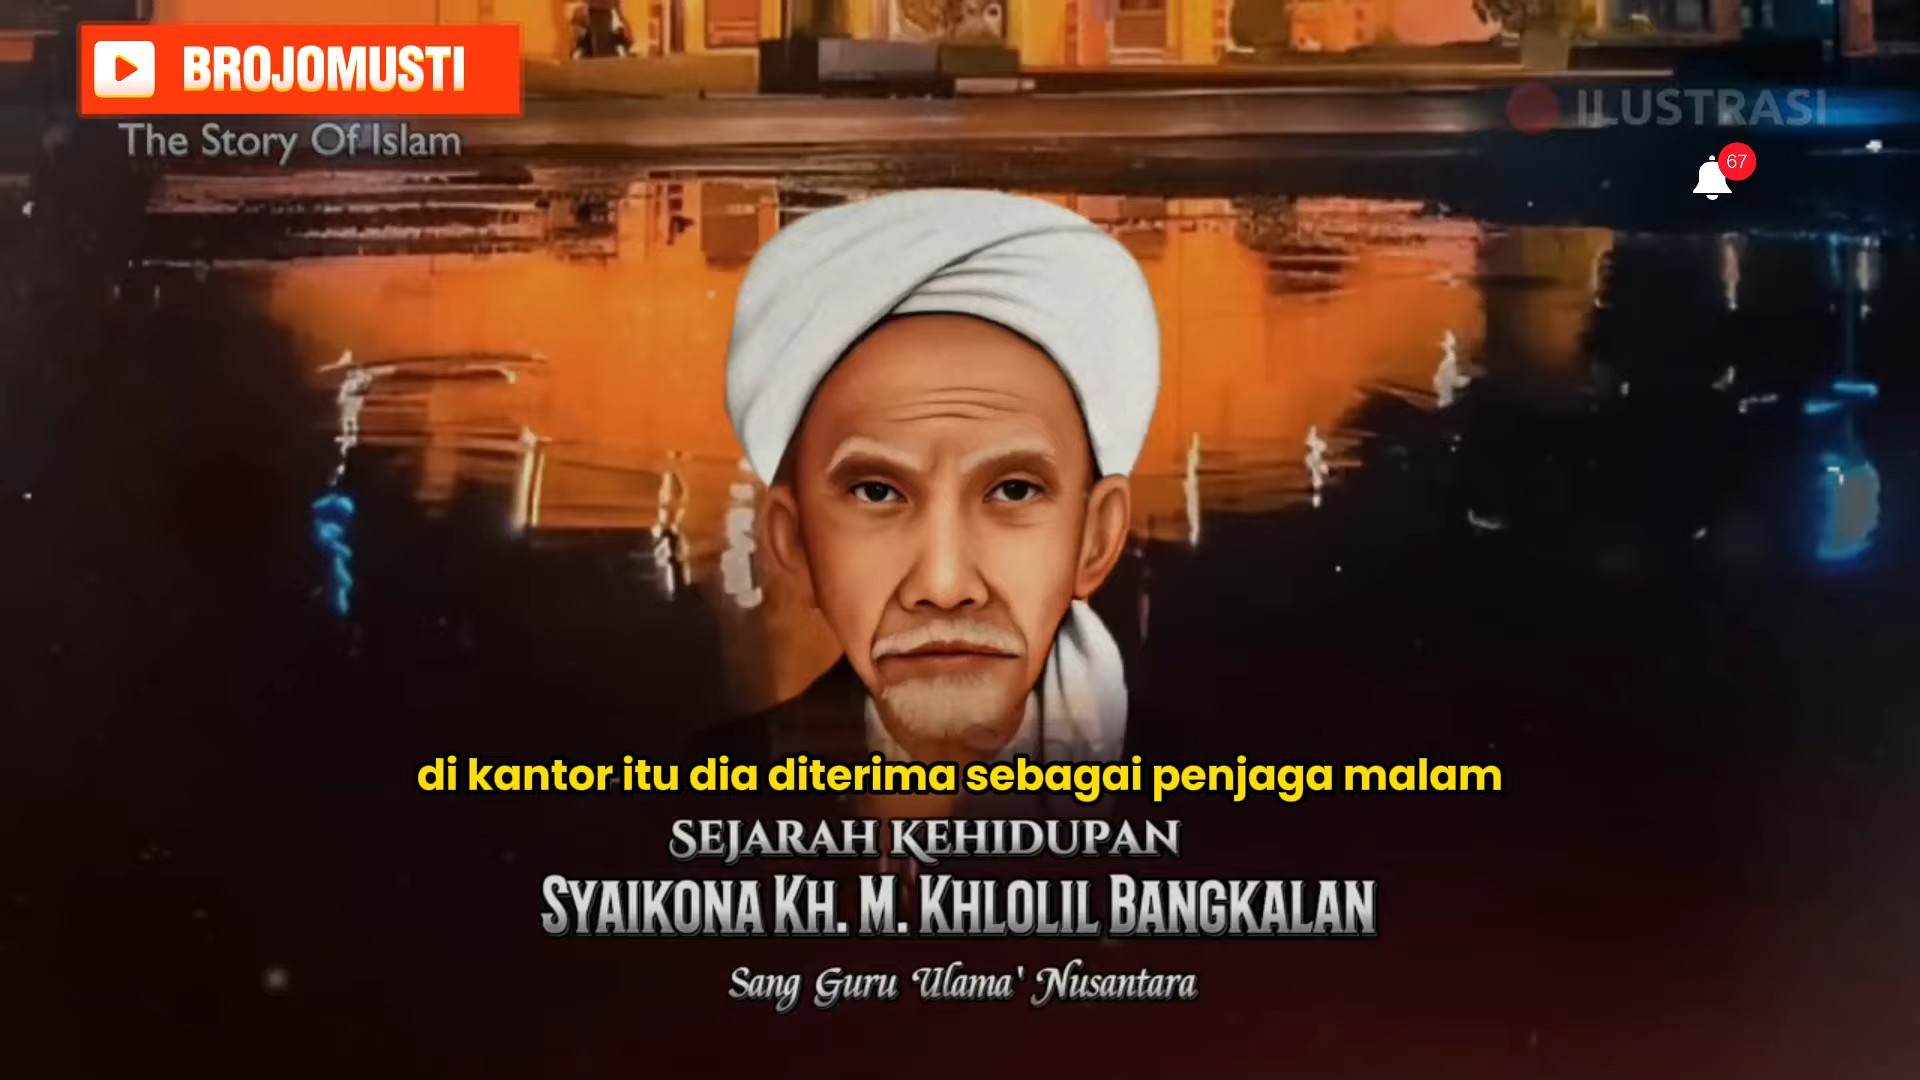 BROJOMUSTI
The Story Of Islam
ILUSTRASI
67
di kantor itu dia diterima sebagai penjaga malam
SEJARAH KEHIDUPAN
SYAIKONA KH. M. KHLOLIL BANGKALAN
Sang Guru Ulama' Nusantara